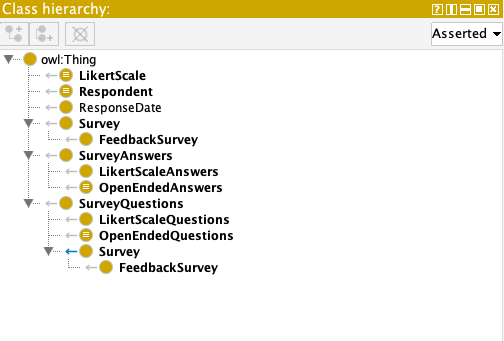 Class hierarchy:
Asserted
owl:Thing
LikertScale
Respondent
ResponseDate
Survey
FeedbackSurvey
SurveyAnswers
LikertScaleAnswers
OpenEndedAnswers
SurveyQuestions
LikertScaleQuestions
OpenEndedQuestions
Survey
FeedbackSurvey